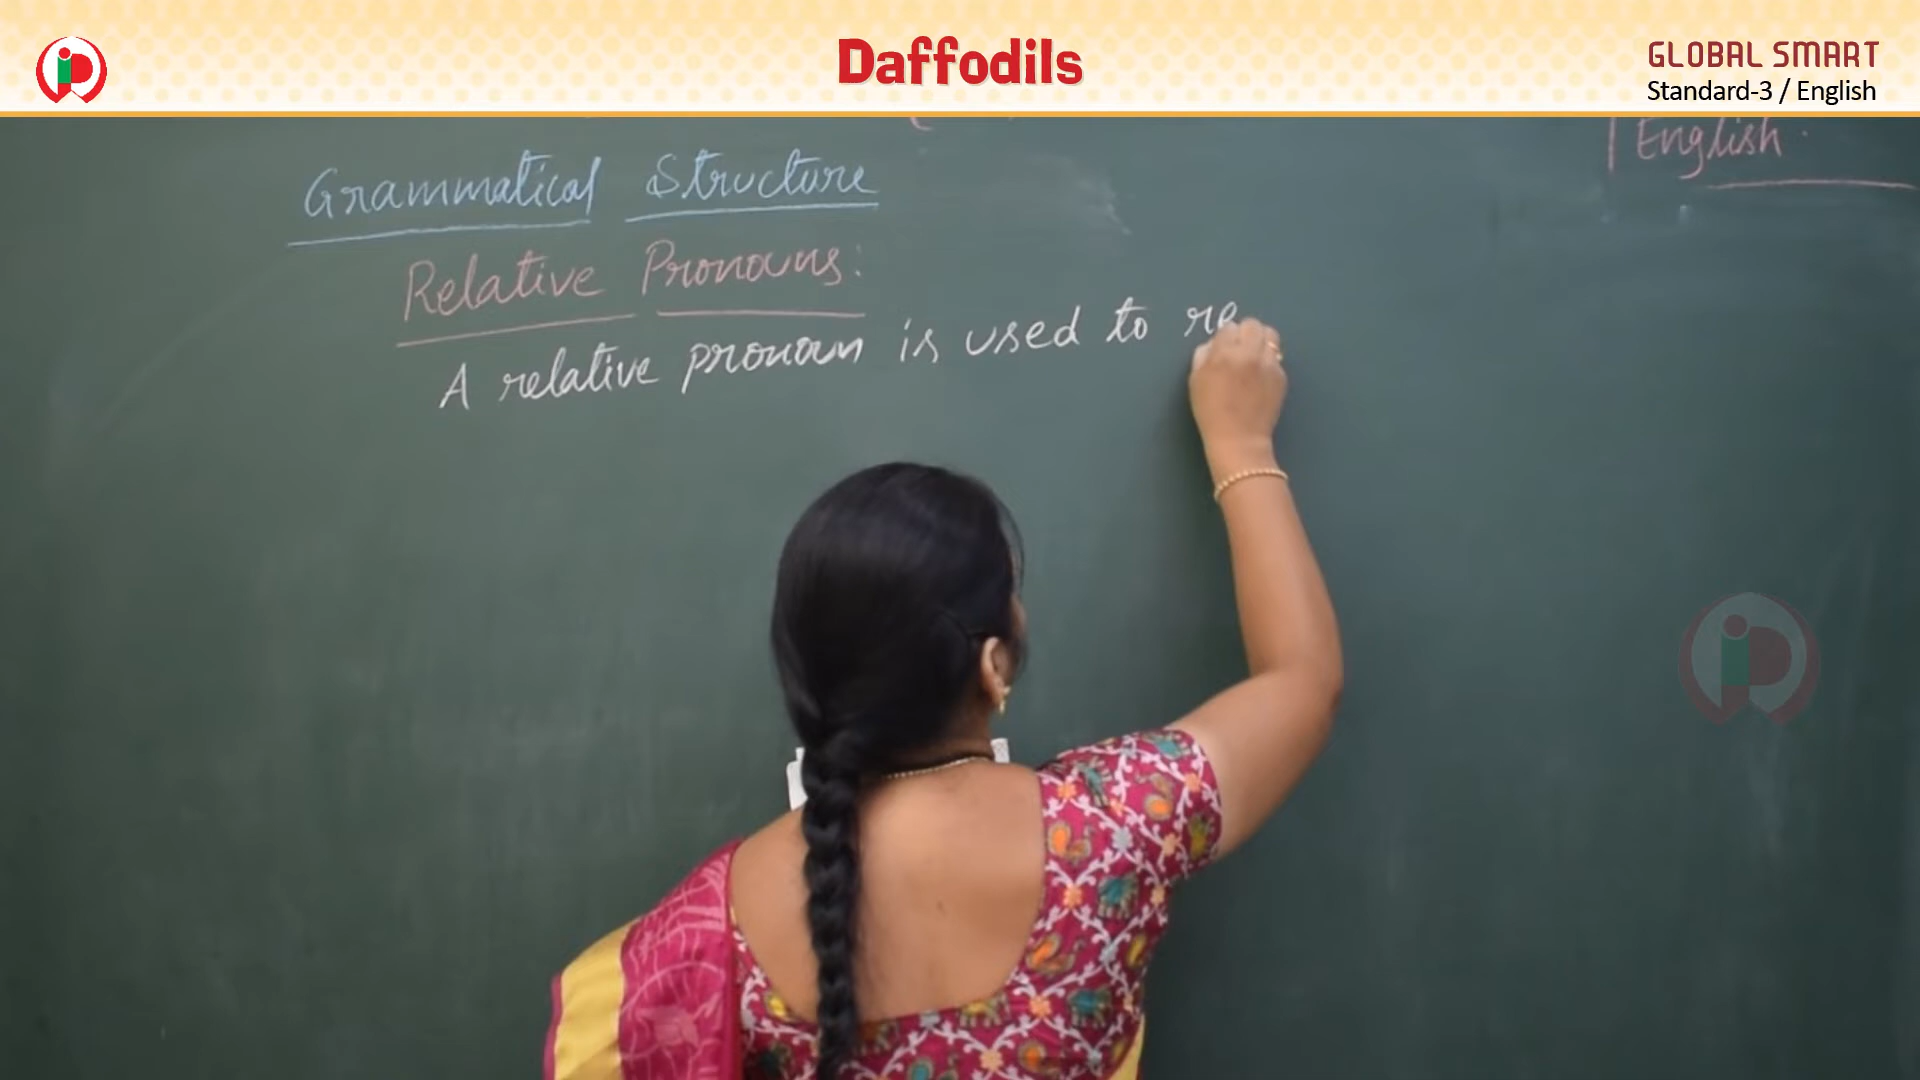 Daffodils
GLOBAL SMART
Standard-3 / English
English.
Grammatical Structure
Relative Pronouns:
A relative pronoun is used to re